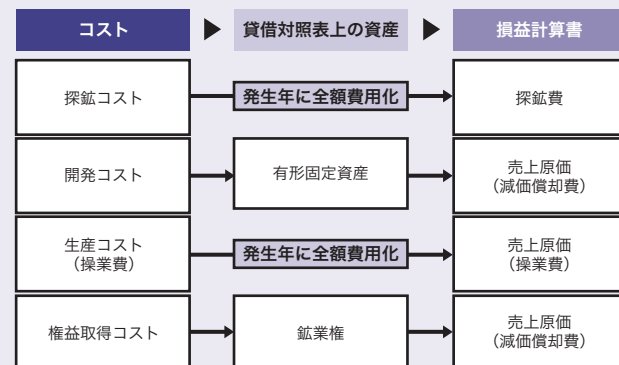 コスト
貸借対照表上の資産
損益計算書
探鉱コスト
発生年に全額費用化
探鉱費
開発コスト
有形固定資産
売上原価
（減価償却費）
生産コスト
（操業費）
発生年に全額費用化
売上原価
（操業費）
権益取得コスト
鉱業権
売上原価
（減価償却費）